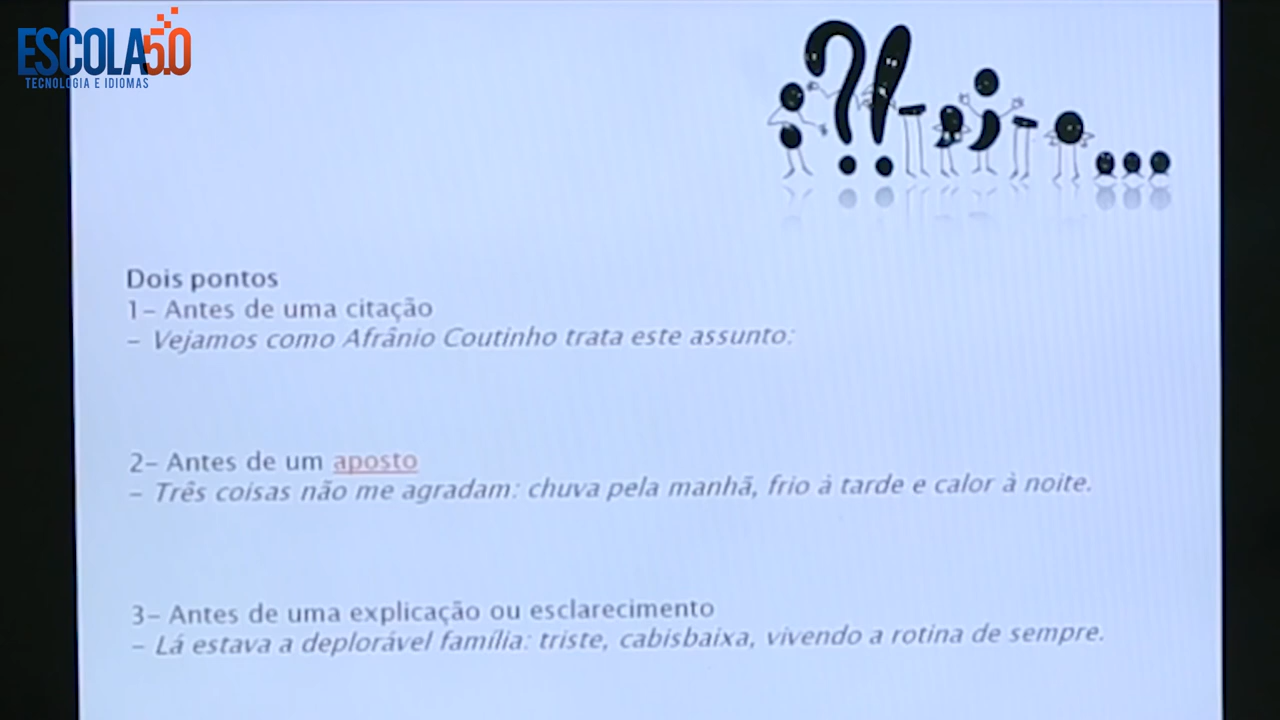 ESCOLA5.0
TECNOLOGIA E IDIOMAS
?!-,;-....
Dois pontos
1- Antes de uma citação
- Vejamos como Afrânio Coutinho trata este assunto:
2- Antes de um aposto
- Três coisas não me agradam: chuva pela manhã, frio à tarde e calor à noite.
3- Antes de uma explicação ou esclarecimento
- Lá estava a deplorável família: triste, cabisbaixa, vivendo a rotina de sempre.